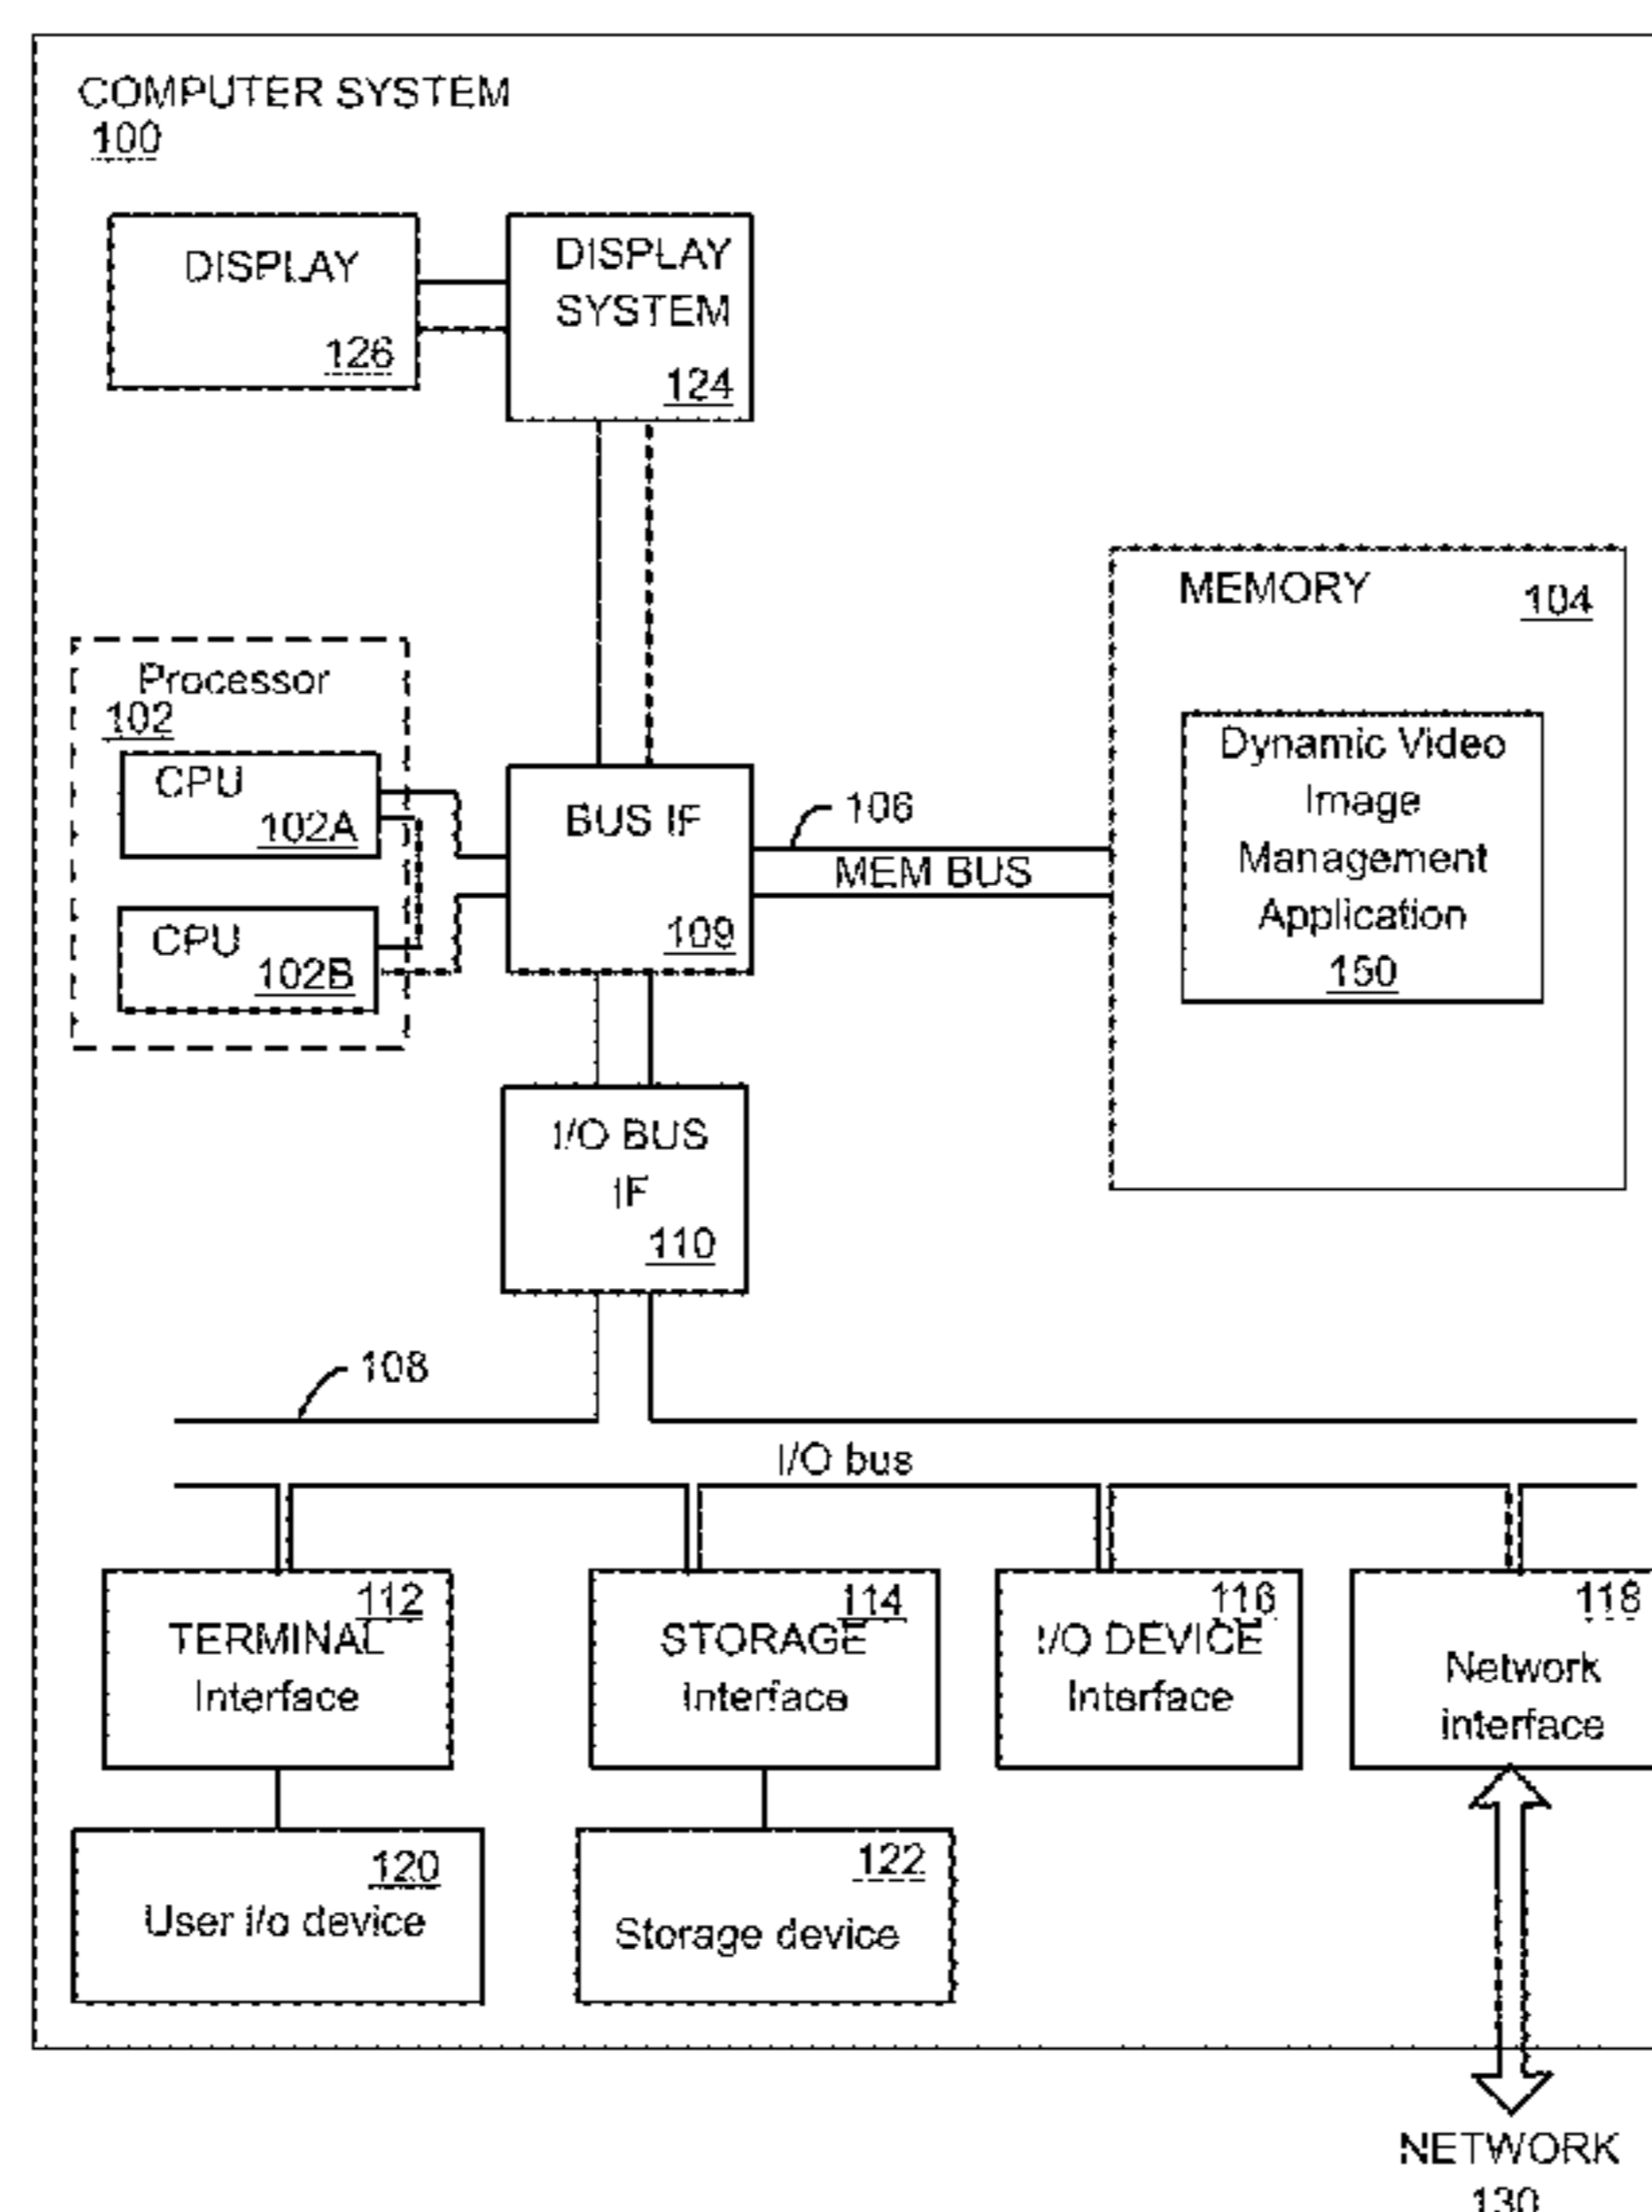 COMPUTER SYSTEM
100
DISPLAY
126
DISPLAY
SYSTEM
124
MEMORY
104
Dynamic Video
Image
Management
Application
150
Processor
102
CPU
102A
CPU
102B
BUS IF
109
106
MEM BUS
I/O BUS
IF
110
108
I/O bus
112
TERMINAL
Interface
114
STORAGE
Interface
116
I/O DEVICE
Interface
118
Network
interface
120
User i/o device
122
Storage device
NETWORK
130